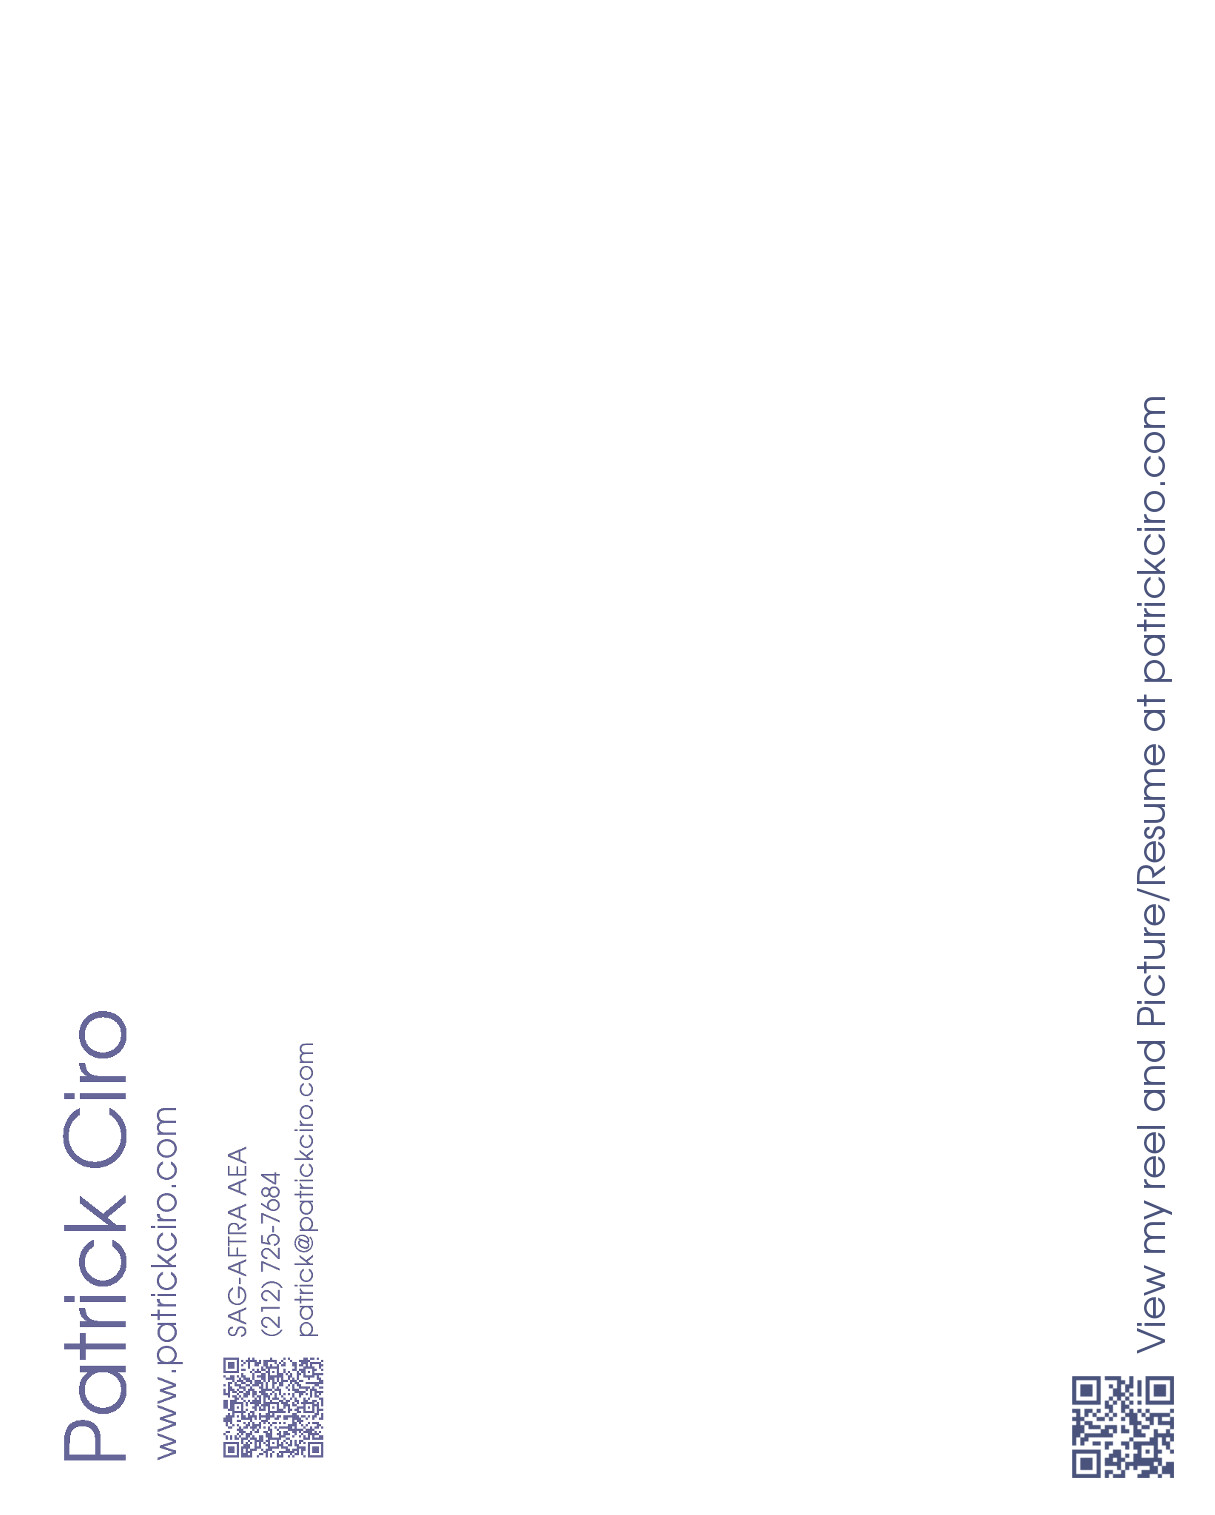 Patrick Ciro
www.patrickciro.com
SAG-AFTRA AEA
(212) 725-7684
patrick@patrickciro.com
View my reel and Picture/Resume at patrickciro.com